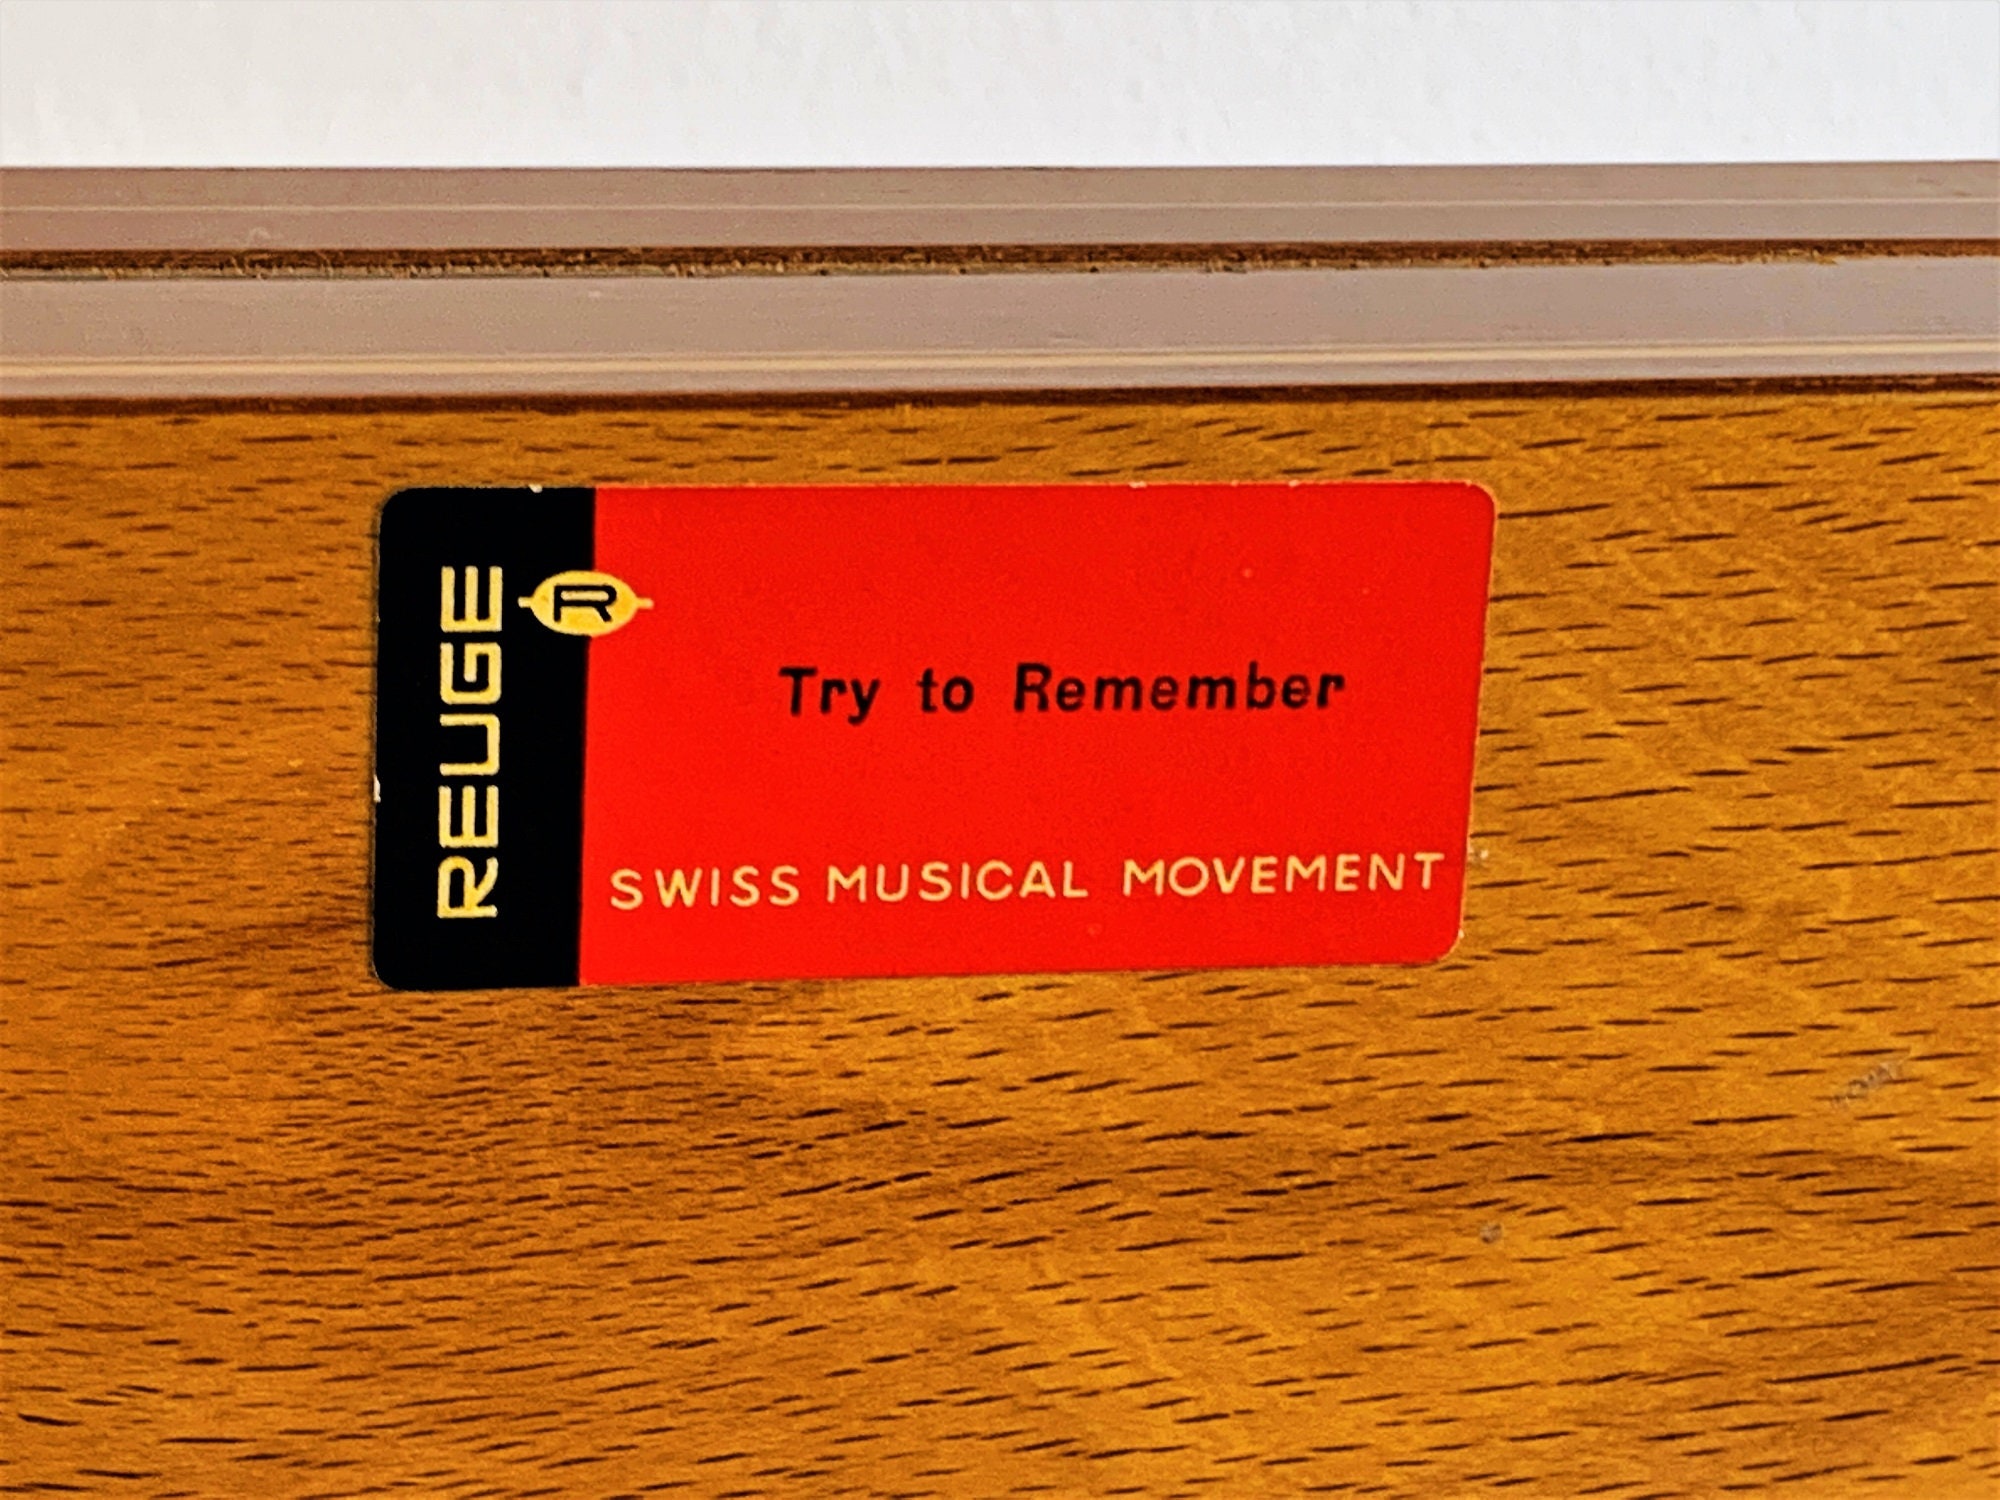 REUGE
R
Try to Remember
SWISS MUSICAL MOVEMENT